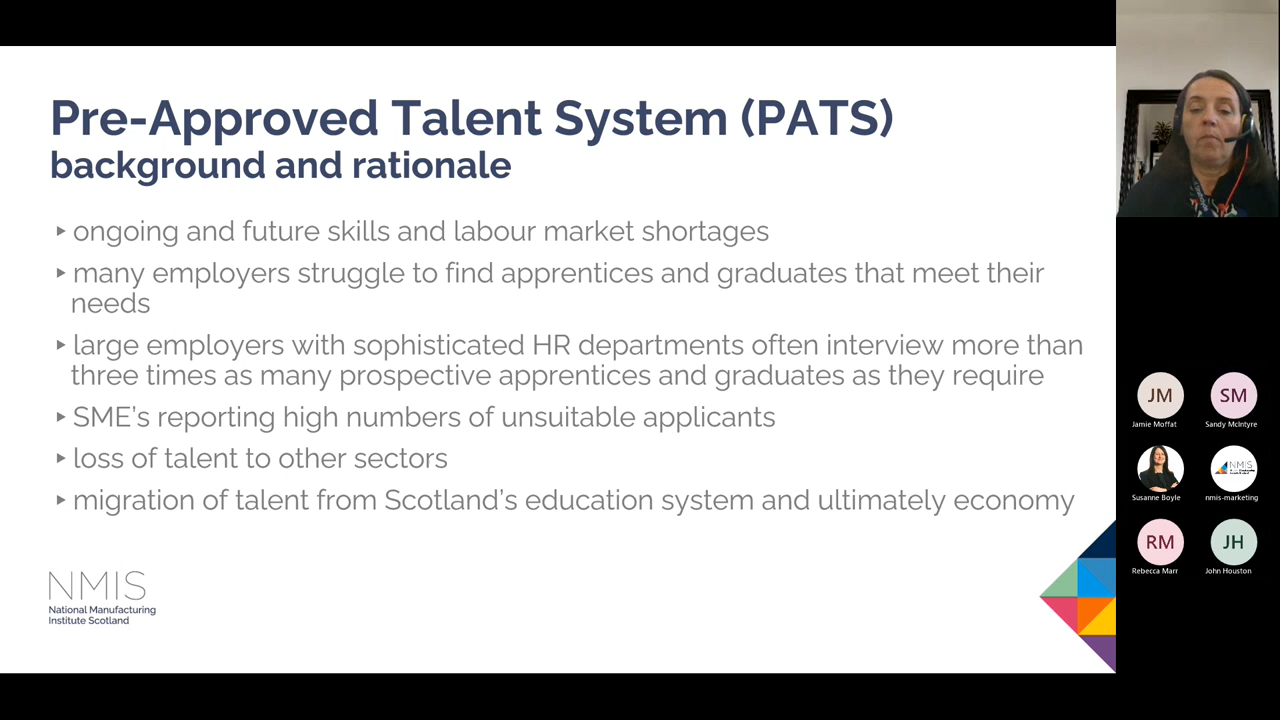 Pre-Approved Talent System (PATS)
background and rationale
ongoing and future skills and labour market shortages
many employers struggle to find apprentices and graduates that meet their
needs
large employers with sophisticated HR departments often interview more than
three times as many prospective apprentices and graduates as they require
SME's reporting high numbers of unsuitable applicants
loss of talent to other sectors
migration of talent from Scotland's education system and ultimately economy
NMIS
National Manufacturing
Institute Scotland
JM
Jamie Moffat
SM
Sandy McIntyre
Susanne Boyle
NMIS
nmis-marketing
RM
Rebecca Marr
JH
John Houston